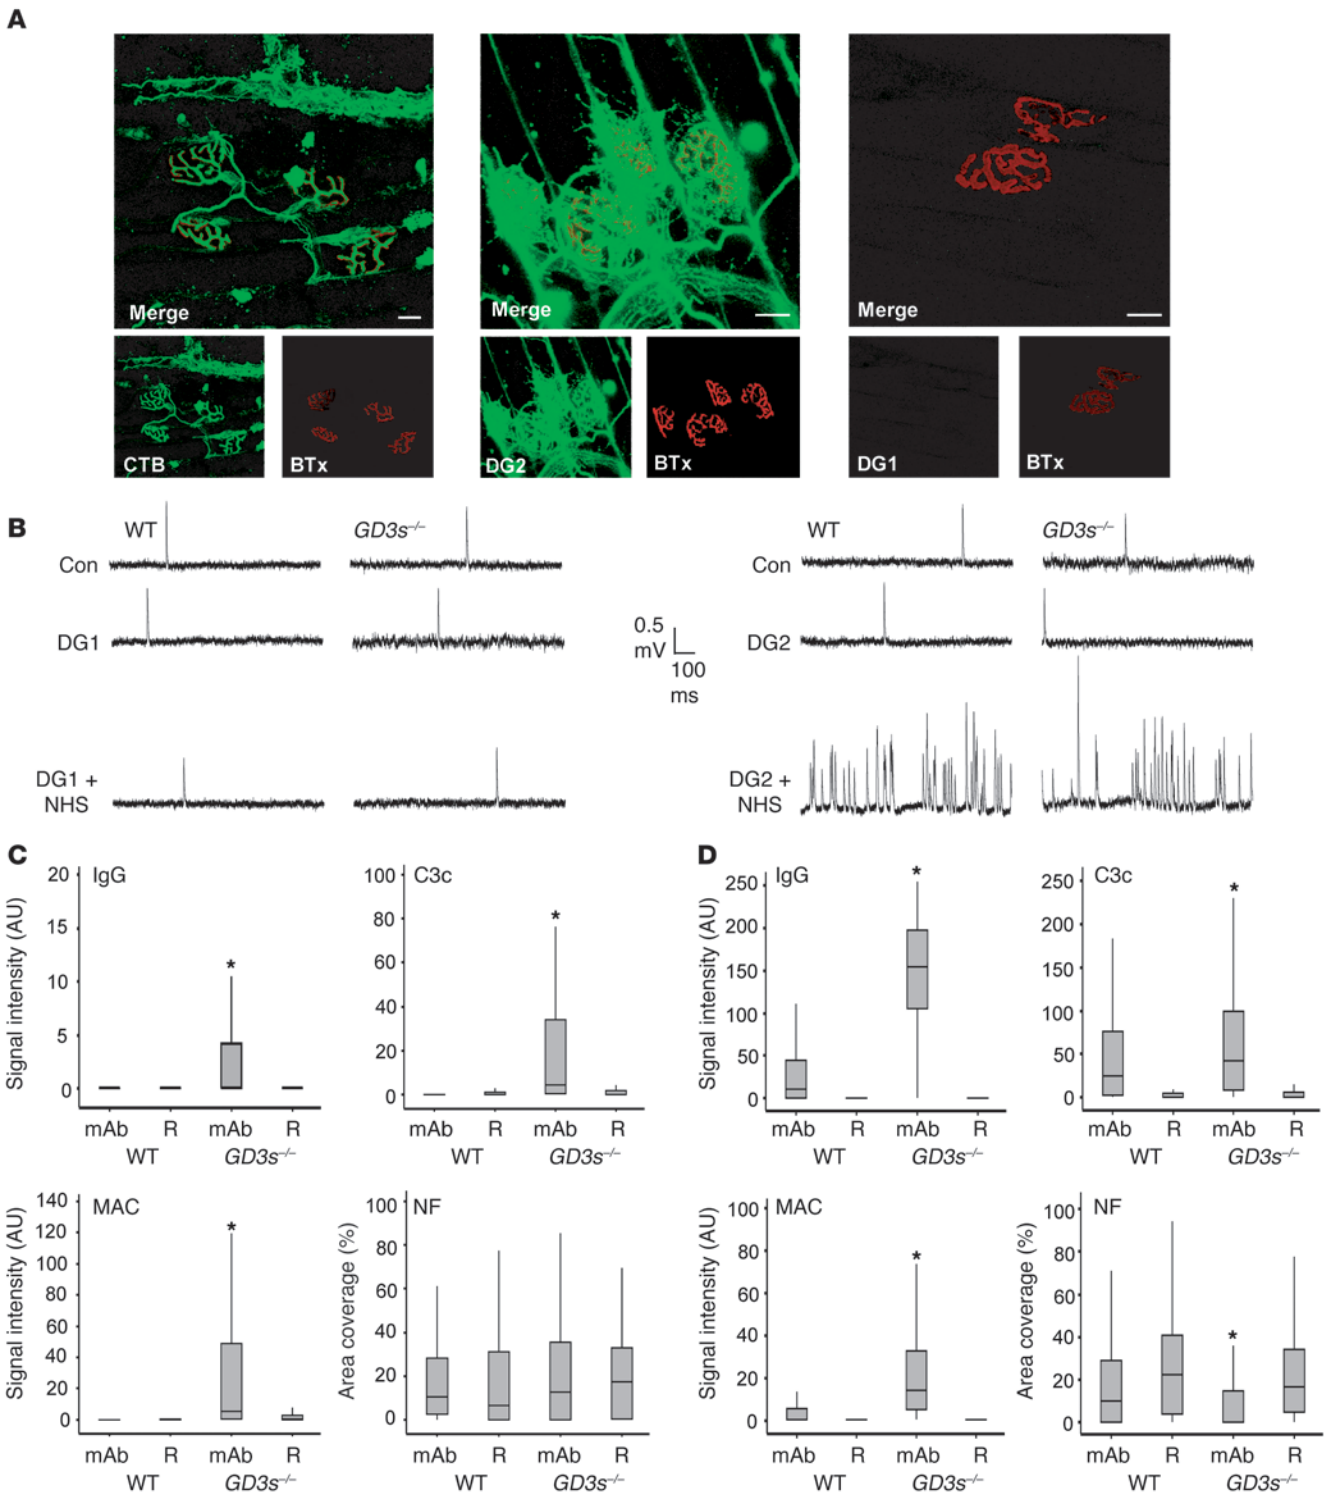 A
Merge
Merge
Merge
CTB
BTx
DG2
BTx
DG1
BTx
B
WT
GD3s–/–
WT
GD3s–/–
Con
Con
DG1
0.5
mV
100
ms
DG2
DG1 +
NHS
DG2 +
NHS
C
IgG
Signal intensity (AU)
20
15
10
5
0
mAb R mAb R
WT GD3s–/–
C3c
100
80
60
40
20
0
mAb R mAb R
WT GD3s–/–
*
*
MAC
Signal intensity (AU)
140
120
100
80
60
40
20
0
mAb R mAb R
WT GD3s–/–
*
NF
Area coverage (%)
100
80
60
40
20
0
mAb R mAb R
WT GD3s–/–
D
IgG
Signal intensity (AU)
250
200
150
100
50
0
mAb R mAb R
WT GD3s–/–
*
C3c
250
200
150
100
50
0
mAb R mAb R
WT GD3s–/–
*
MAC
Signal intensity (AU)
100
80
60
40
20
0
mAb R mAb R
WT GD3s–/–
*
NF
Area coverage (%)
100
80
60
40
20
0
mAb R mAb R
WT GD3s–/–
*